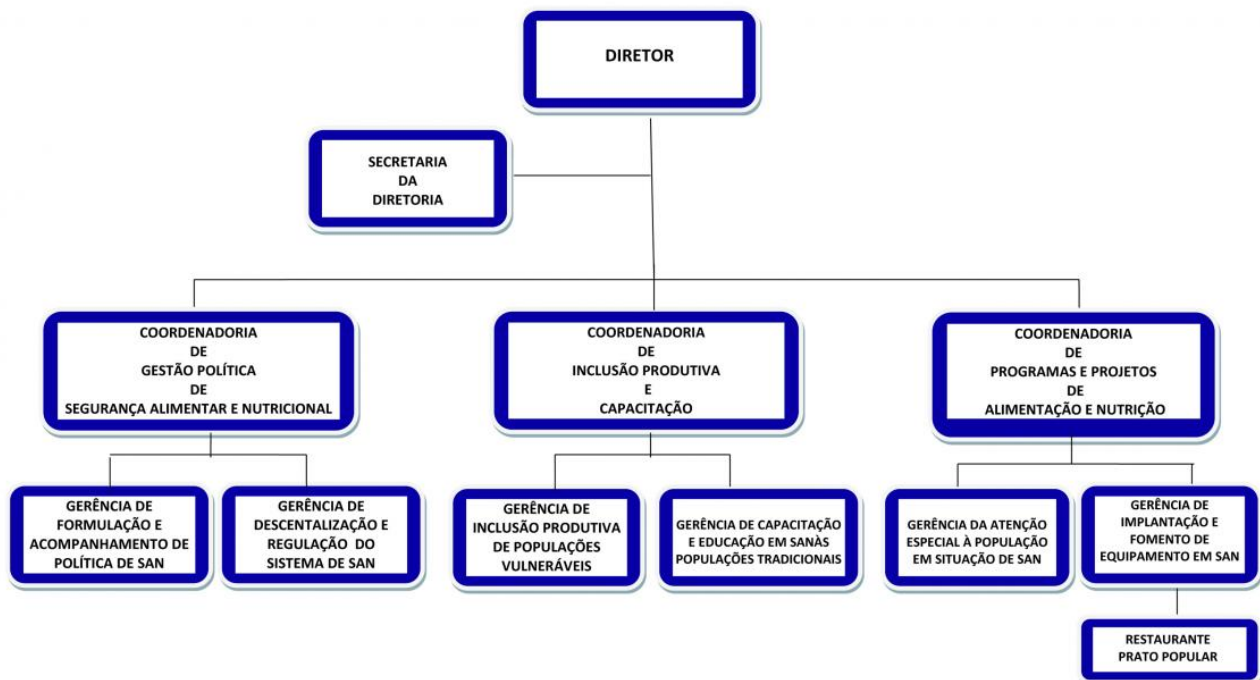 DIRETOR
SECRETARIA
DA
DIRETORIA
COORDENADORIA
DE
GESTÃO POLÍTICA
DE
SEGURANÇA ALIMENTAR E NUTRICIONAL
COORDENADORIA
DE
INCLUSÃO PRODUTIVA
E
CAPACITAÇÃO
COORDENADORIA
DE
PROGRAMAS E PROJETOS
DE
ALIMENTAÇÃO E NUTRIÇÃO
GERÊNCIA DE
FORMULAÇÃO E
ACOMPANHAMENTO DE
POLÍTICA DE SAN
GERÊNCIA DE
DESCENTALIZAÇÃO E
REGULAÇÃO DO
SISTEMA DE SAN
GERÊNCIA DE
INCLUSÃO PRODUTIVA
DE POPULAÇÕES
VULNERÁVEIS
GERÊNCIA DE CAPACITAÇÃO
E EDUCAÇÃO EM SANÀS
POPULAÇÕES TRADICIONAIS
GERÊNCIA DA ATENÇÃO
ESPECIAL À POPULAÇÃO
EM SITUAÇÃO DE SAN
GERÊNCIA DE
IMPLANTAÇÃO E
FOMENTO DE
EQUIPAMENTO EM SAN
RESTAURANTE
PRATO POPULAR